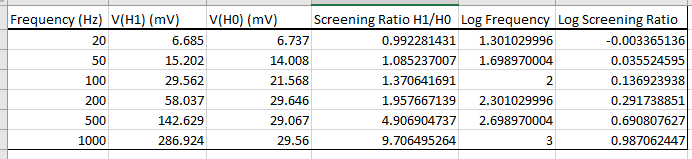 Frequency (Hz) V(H1) (mV) V(H0) (mV) Screening Ratio H1/H0 Log Frequency Log Screening Ratio
20 6.685 6.737 0.992281431 1.301029996 -0.003365136
50 15.202 14.008 1.085237007 1.698970004 0.035524595
100 29.562 21.568 1.370641691 2 0.136923938
200 58.037 29.646 1.957667139 2.301029996 0.291738851
500 142.629 29.067 4.906904737 2.698970004 0.690807627
1000 286.924 29.56 9.706495264 3 0.987062447